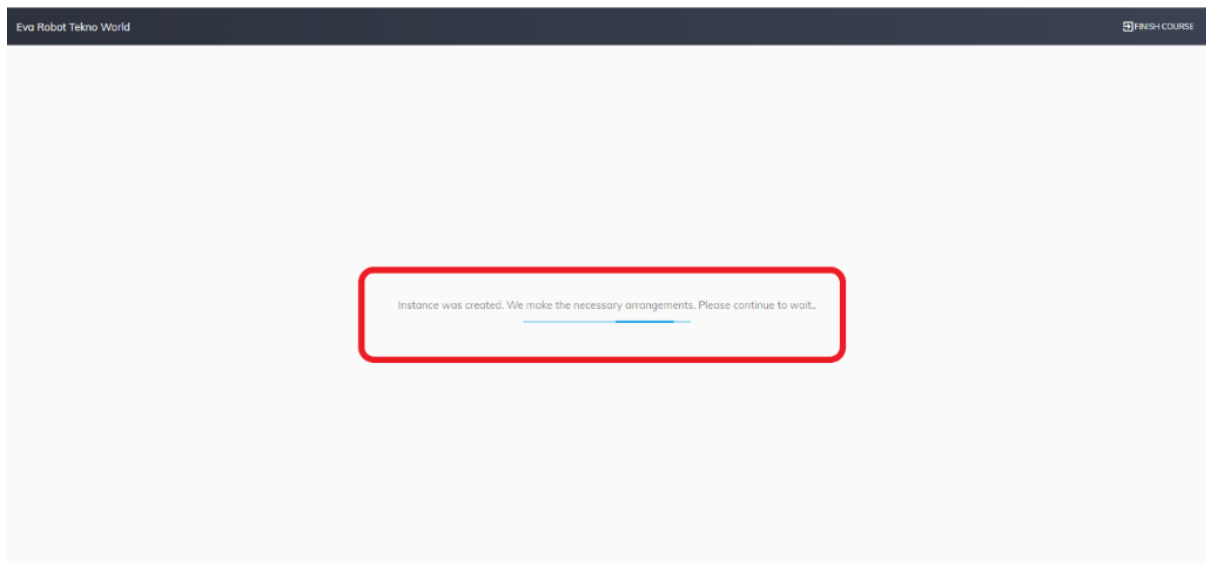 Eva Robot Tekno World
FINISH COURSE
Instance was created. We make the necessary arrangements. Please continue to wait..